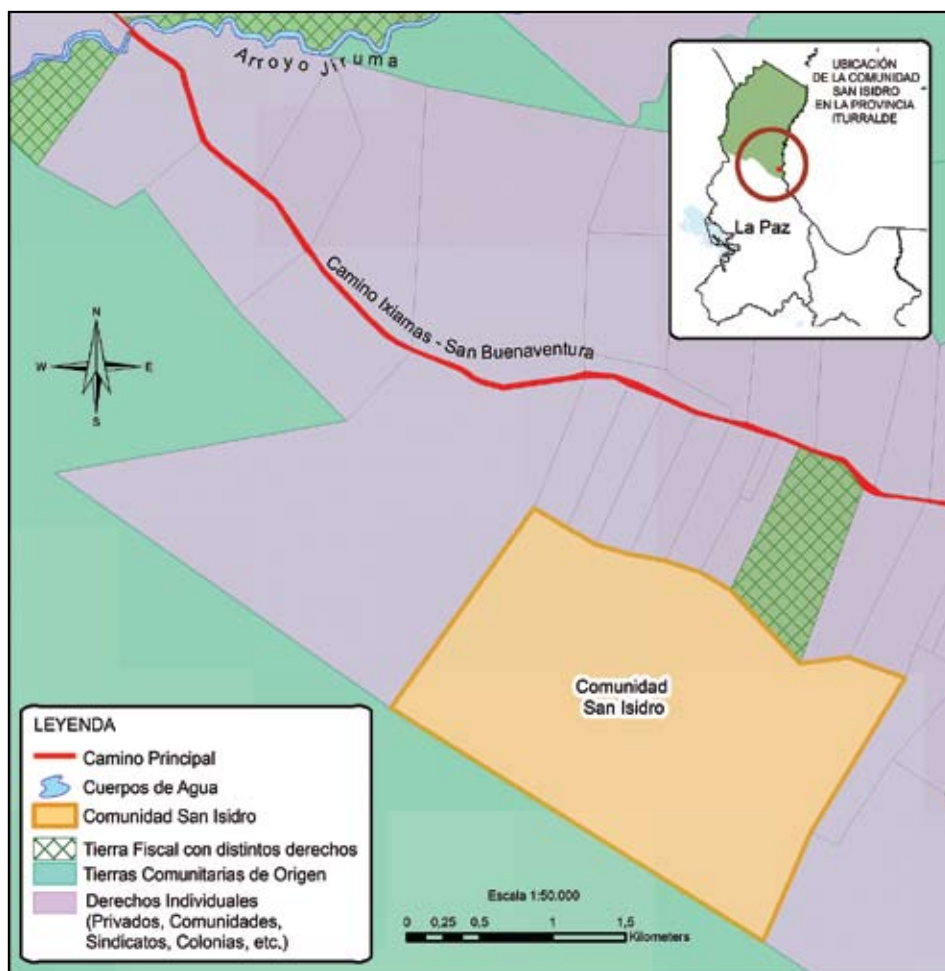 Arroyo Jiruma
UBICACIÓN
DE LA COMUNIDAD
SAN ISIDRO
EN LA PROVINCIA
ITURRALDE
La Paz
Camino Ixiamas - San Buenaventura
N
W E
S
Comunidad
San Isidro
LEYENDA
Camino Principal
Cuerpos de Agua
Comunidad San Isidro
Tierra Fiscal con distintos derechos
Tierras Comunitarias de Origen
Derechos Individuales
(Privados, Comunidades,
Sindicatos, Colonias, etc.)
Escala 1:50.000
0 0,25 0,5 1 1,5
Kilometers